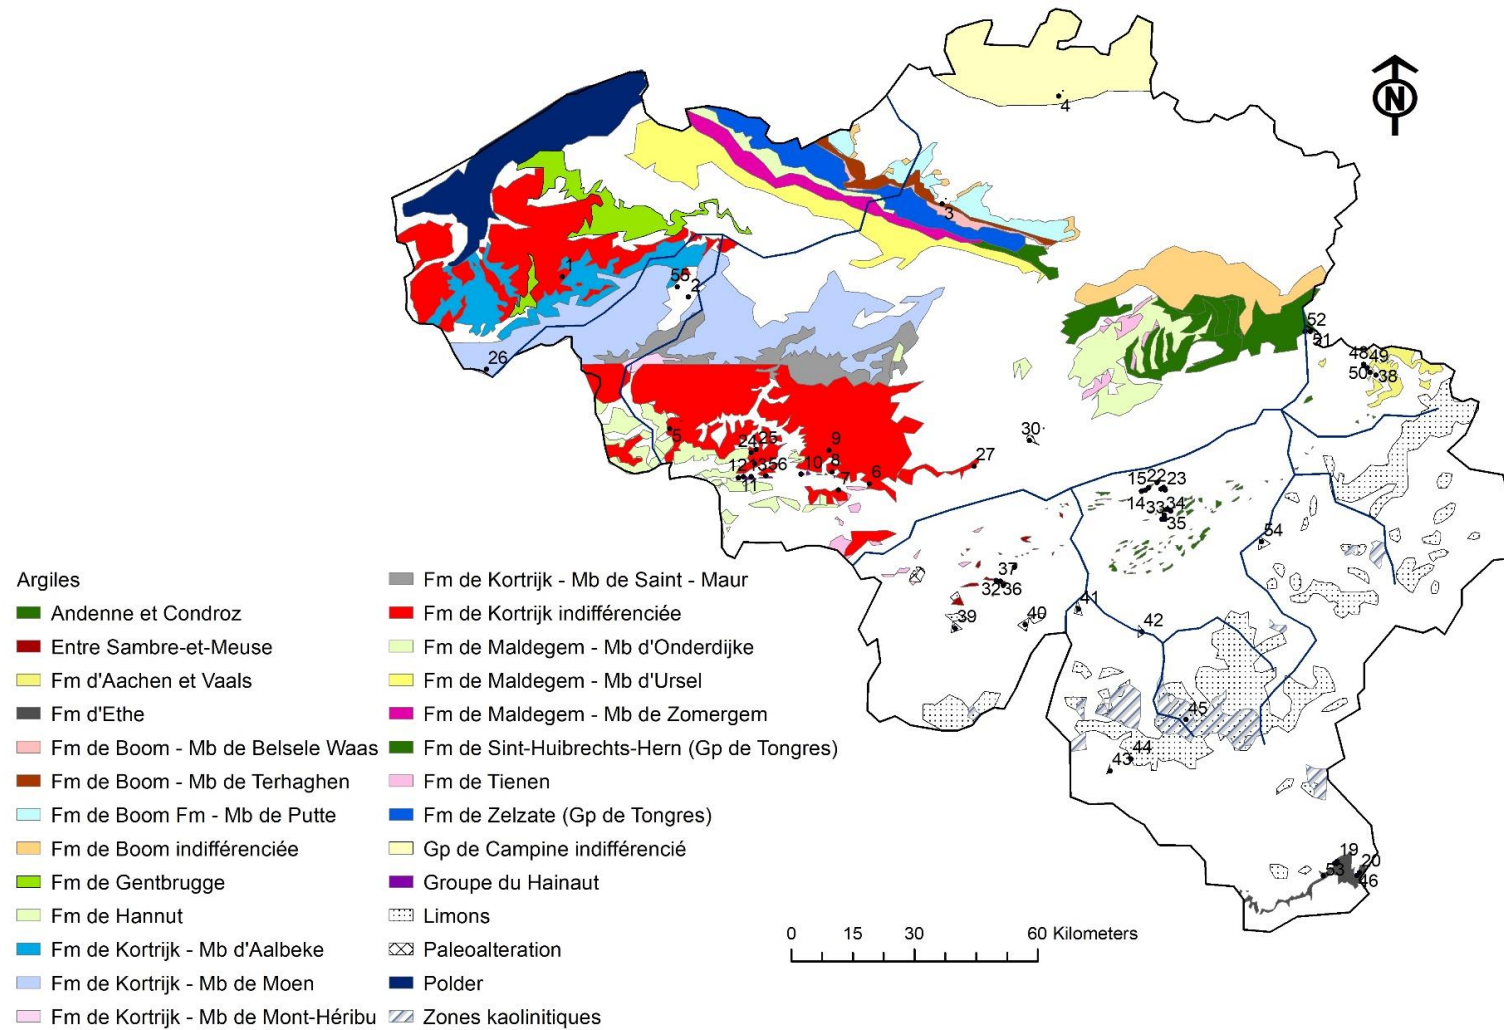 N
4
3
1
55
2
26
52
21
48 49
50 38
5
24 25
9
12 13 56
11
10 8
7
6
27
30
15 22 23
14
33 34
35
54
37
32 36
39
40
41
42
45
44
43
19
53
20
46
Argiles
Andenne et Condroz
Entre Sambre-et-Meuse
Fm d'Aachen et Vaals
Fm d'Ethe
Fm de Boom - Mb de Belsele Waas
Fm de Boom - Mb de Terhaghen
Fm de Boom Fm - Mb de Putte
Fm de Boom indifférenciée
Fm de Gentbrugge
Fm de Hannut
Fm de Kortrijk - Mb d'Aalbeke
Fm de Kortrijk - Mb de Moen
Fm de Kortrijk - Mb de Mont-Héribu
Fm de Kortrijk - Mb de Saint - Maur
Fm de Kortrijk indifférenciée
Fm de Maldegem - Mb d'Onderdijke
Fm de Maldegem - Mb d'Ursel
Fm de Maldegem - Mb de Zomergem
Fm de Sint-Huibrechts-Hern (Gp de Tongres)
Fm de Tienen
Fm de Zelzate (Gp de Tongres)
Gp de Campine indifférencié
Groupe du Hainaut
Limons
Paleoalteration
Polder
Zones kaolinitiques
0 15 30 60 Kilometers